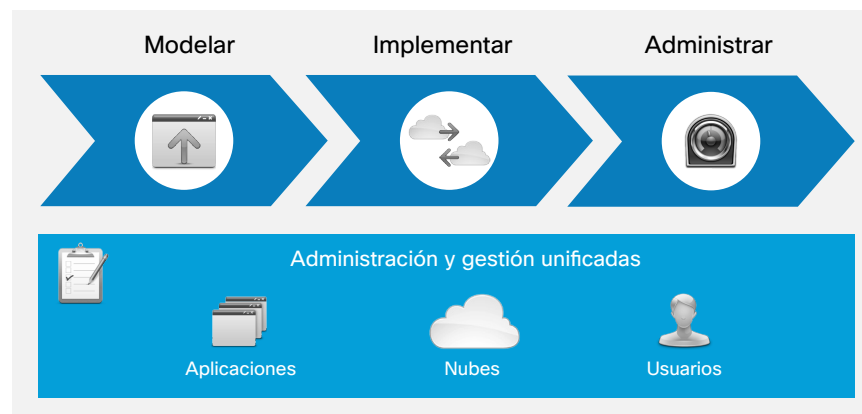 Modelar
Implementar
Administrar
Administración y gestión unificadas
Aplicaciones
Nubes
Usuarios